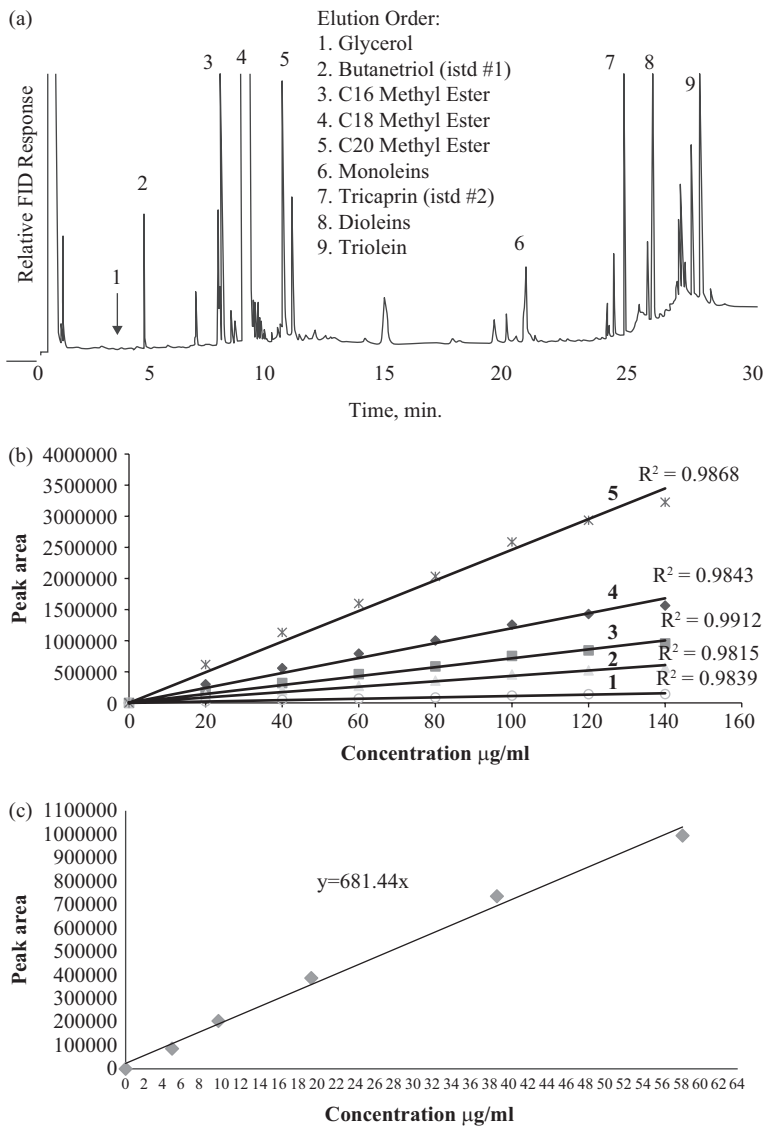 (a)
Elution Order:
1. Glycerol
2. Butanetriol (istd #1)
3. C16 Methyl Ester
4. C18 Methyl Ester
5. C20 Methyl Ester
6. Monoleins
7. Tricaprin (istd #2)
8. Dioleins
9. Triolein
Relative FID Response
1
2
3
4
5
6
7
8
9
0 5 10 15 20 25 30
Time, min.
(b)
Peak area
4000000
3500000
3000000
2500000
2000000
1500000
1000000
500000
0
5
R² = 0.9868
4
R² = 0.9843
3
R² = 0.9912
2
R² = 0.9815
1
R² = 0.9839
0 20 40 60 80 100 120 140 160
Concentration μg/ml
(c)
Peak area
1100000
1000000
900000
800000
700000
600000
500000
400000
300000
200000
100000
0
y=681.44x
0 2 4 6 8 10 12 14 16 18 20 22 24 26 28 30 32 34 36 38 40 42 44 46 48 50 52 54 56 58 60 62 64
Concentration μg/ml